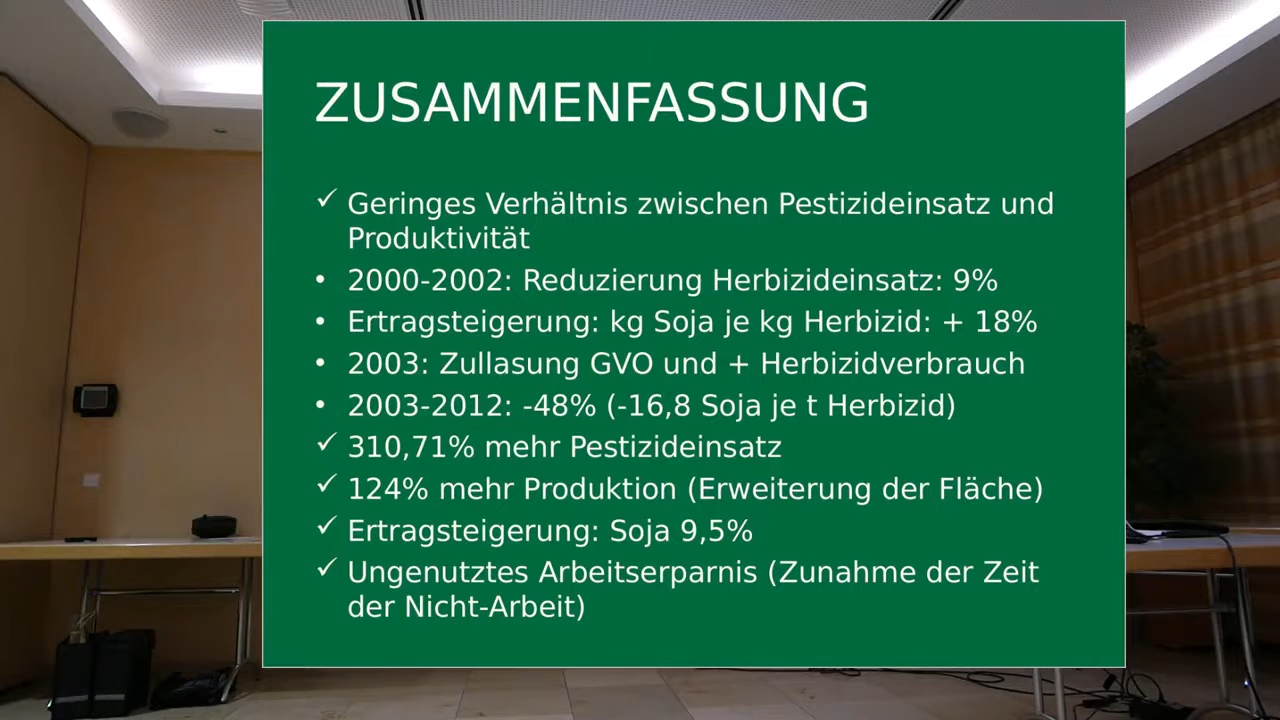 ZUSAMMENFASSUNG
✓ Geringes Verhältnis zwischen Pestizideinsatz und
Produktivität
• 2000-2002: Reduzierung Herbizideinsatz: 9%
• Ertragsteigerung: kg Soja je kg Herbizid: + 18%
• 2003: Zullasung GVO und + Herbizidverbrauch
• 2003-2012: -48% (-16,8 Soja je t Herbizid)
✓ 310,71% mehr Pestizideinsatz
✓ 124% mehr Produktion (Erweiterung der Fläche)
✓ Ertragsteigerung: Soja 9,5%
✓ Ungenutztes Arbeitserparnis (Zunahme der Zeit
der Nicht-Arbeit)